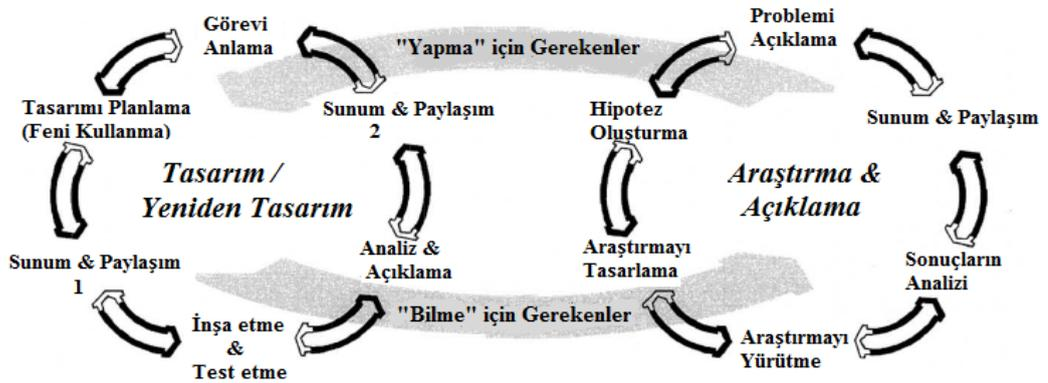 Görevi
Anlama
"Yapma" için Gerekenler
Problemi
Açıklama
Tasarımı Planlama
(Feni Kullanma)
Sunum & Paylaşım
2
Hipotez
Oluşturma
Sunum & Paylaşım
Tasarım /
Yeniden Tasarım
Araştırma &
Açıklama
Sunum & Paylaşım
1
Analiz &
Açıklama
Araştırmayı
Tasarlama
Sonuçların
Analizi
"Bilme" için Gerekenler
İnşa etme
&
Test etme
Araştırmayı
Yürütme